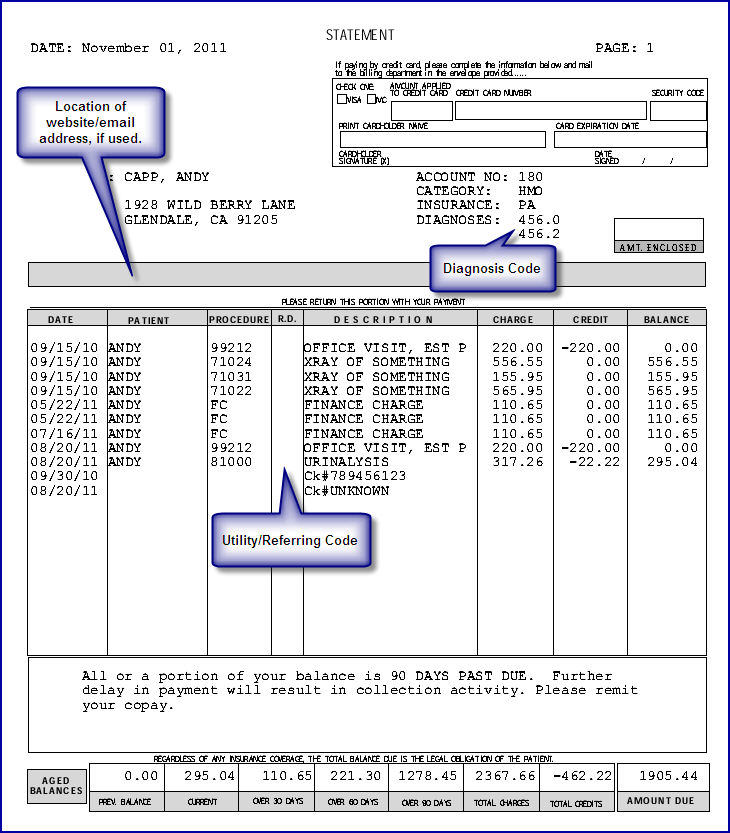 STATEMENT
DATE: November 01, 2011 PAGE: 1
If paying by credit card, please complete the information below and mail
to the billing department in the envelope provided......
CHECK ONE AMOUNT APPLIED
TO CREDIT CARD CREDIT CARD NUMBER SECURITY CODE
VISA MC
PRINT CARDHOLDER NAME CARD EXPIRATION DATE
CARDHOLDER
SIGNATURE (X) DATE
SIGNED / /
Location of
website/email
address, if used.
: CAPP, ANDY ACCOUNT NO: 180
CATEGORY: HMO
1928 WILD BERRY LANE INSURANCE: PA
GLENDALE, CA 91205 DIAGNOSES: 456.0
456.2
AMT. ENCLOSED
Diagnosis Code
PLEASE RETURN THIS PORTION WITH YOUR PAYMENT
DATE PATIENT PROCEDURE R.D. DESCRIPTION CHARGE CREDIT BALANCE
09/15/10 ANDY 99212 OFFICE VISIT, EST P 220.00 -220.00 0.00
09/15/10 ANDY 71024 XRAY OF SOMETHING 556.55 0.00 556.55
09/15/10 ANDY 71031 XRAY OF SOMETHING 155.95 0.00 155.95
09/15/10 ANDY 71022 XRAY OF SOMETHING 565.95 0.00 565.95
05/22/11 ANDY FC FINANCE CHARGE 110.65 0.00 110.65
05/22/11 ANDY FC FINANCE CHARGE 110.65 0.00 110.65
07/16/11 ANDY FC FINANCE CHARGE 110.65 0.00 110.65
08/20/11 ANDY 99212 OFFICE VISIT, EST P 220.00 -220.00 0.00
08/20/11 ANDY 81000 URINALYSIS 317.26 -22.22 295.04
09/30/10 Ck#789456123
08/20/11 Ck#UNKNOWN
Utility/Referring Code
All or a portion of your balance is 90 DAYS PAST DUE. Further
delay in payment will result in collection activity. Please remit
your copay.
REGARDLESS OF ANY INSURANCE COVERAGE, THE TOTAL BALANCE DUE IS THE LEGAL OBLIGATION OF THE PATIENT.
AGED
BALANCES
0.00 295.04 110.65 221.30 1278.45 2367.66 -462.22 1905.44
PREV. BALANCE CURRENT OVER 30 DAYS OVER 60 DAYS OVER 90 DAYS TOTAL CHARGES TOTAL CREDITS AMOUNT DUE